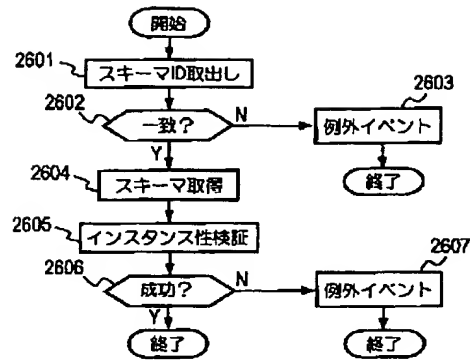 開始
2601
スキーマID取出し
2602
一致?
N
2603
例外イベント
終了
Y
2604
スキーマ取得
2605
インスタンス性検証
2606
成功?
N
2607
例外イベント
終了
Y
終了